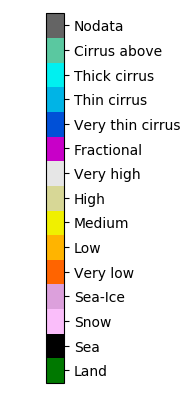 Nodata
Cirrus above
Thick cirrus
Thin cirrus
Very thin cirrus
Fractional
Very high
High
Medium
Low
Very low
Sea-Ice
Snow
Sea
Land